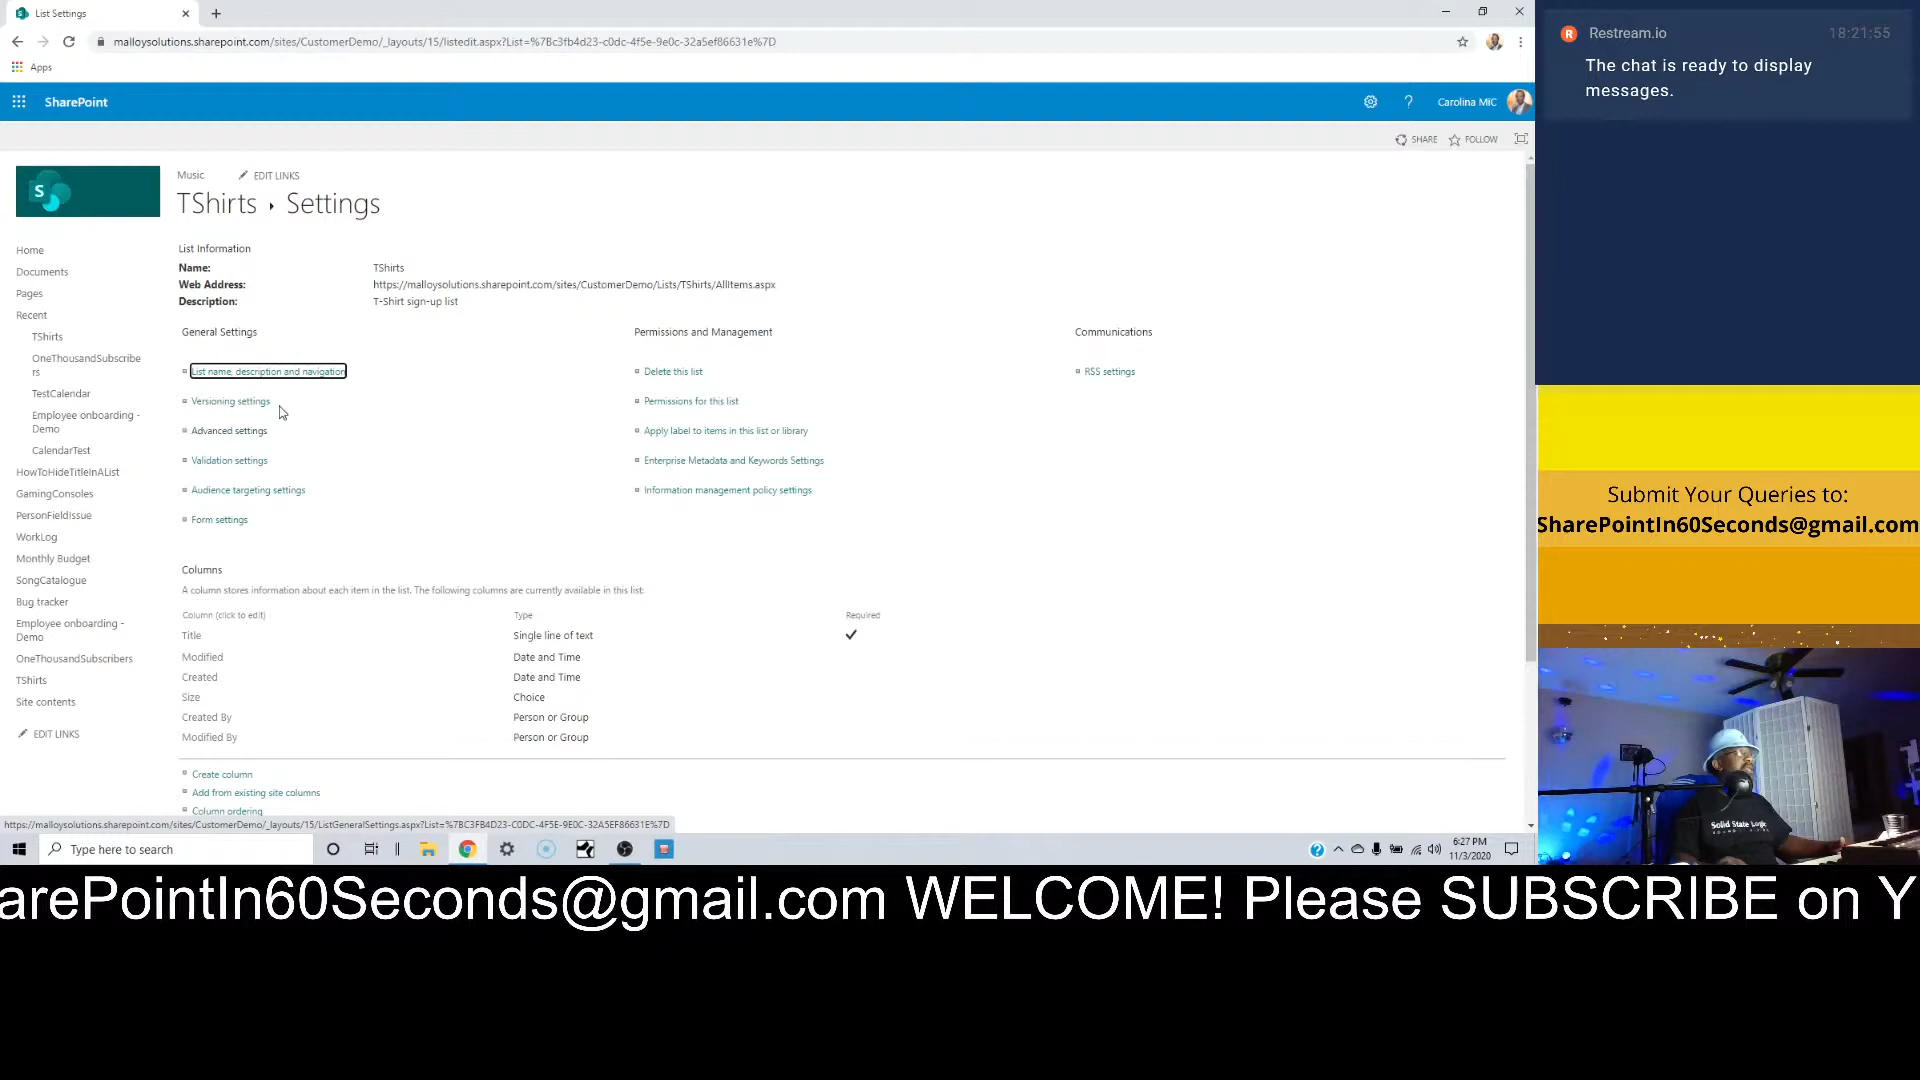 List Settings
malloysolutions.sharepoint.com/sites/CustomerDemo/_layouts/15/listedit.aspx?List=%7Bc3fb4d23-c0dc-4f5e-9e0c-32a5ef86631e%7D
Apps
SharePoint
Carolina MiC
SHARE FOLLOW
S
Music EDIT LINKS
TShirts Settings
Home
Documents
Pages
Recent
TShirts
OneThousandSubscribe
rs
TestCalendar
Employee onboarding -
Demo
CalendarTest
HowToHideTitleInAList
GamingConsoles
PersonFieldIssue
WorkLog
Monthly Budget
SongCatalogue
Bug tracker
Employee onboarding -
Demo
OneThousandSubscribers
TShirts
Site contents
EDIT LINKS
List Information
Name: TShirts
Web Address: https://malloysolutions.sharepoint.com/sites/CustomerDemo/Lists/TShirts/AllItems.aspx
Description: T-Shirt sign-up list
General Settings
List name, description and navigation
Versioning settings
Advanced settings
Validation settings
Audience targeting settings
Form settings
Permissions and Management
Delete this list
Permissions for this list
Apply label to items in this list or library
Enterprise Metadata and Keywords Settings
Information management policy settings
Communications
RSS settings
Columns
A column stores information about each item in the list. The following columns are currently available in this list:
Column (click to edit) Type Required
Title Single line of text
Modified Date and Time
Created Date and Time
Size Choice
Created By Person or Group
Modified By Person or Group
Create column
Add from existing site columns
Column ordering
https://malloysolutions.sharepoint.com/sites/CustomerDemo/_layouts/15/ListGeneralSettings.aspx?List=%7BC3FB4D23-C0DC-4F5E-9E0C-32A5EF86631E%7D
Type here to search
6:27 PM
11/3/2020
Restream.io 18:21:55
The chat is ready to display
messages.
Submit Your Queries to:
SharePointIn60Seconds@gmail.com
Solid State Logic
arePointIn60Seconds@gmail.com WELCOME! Please SUBSCRIBE on Y